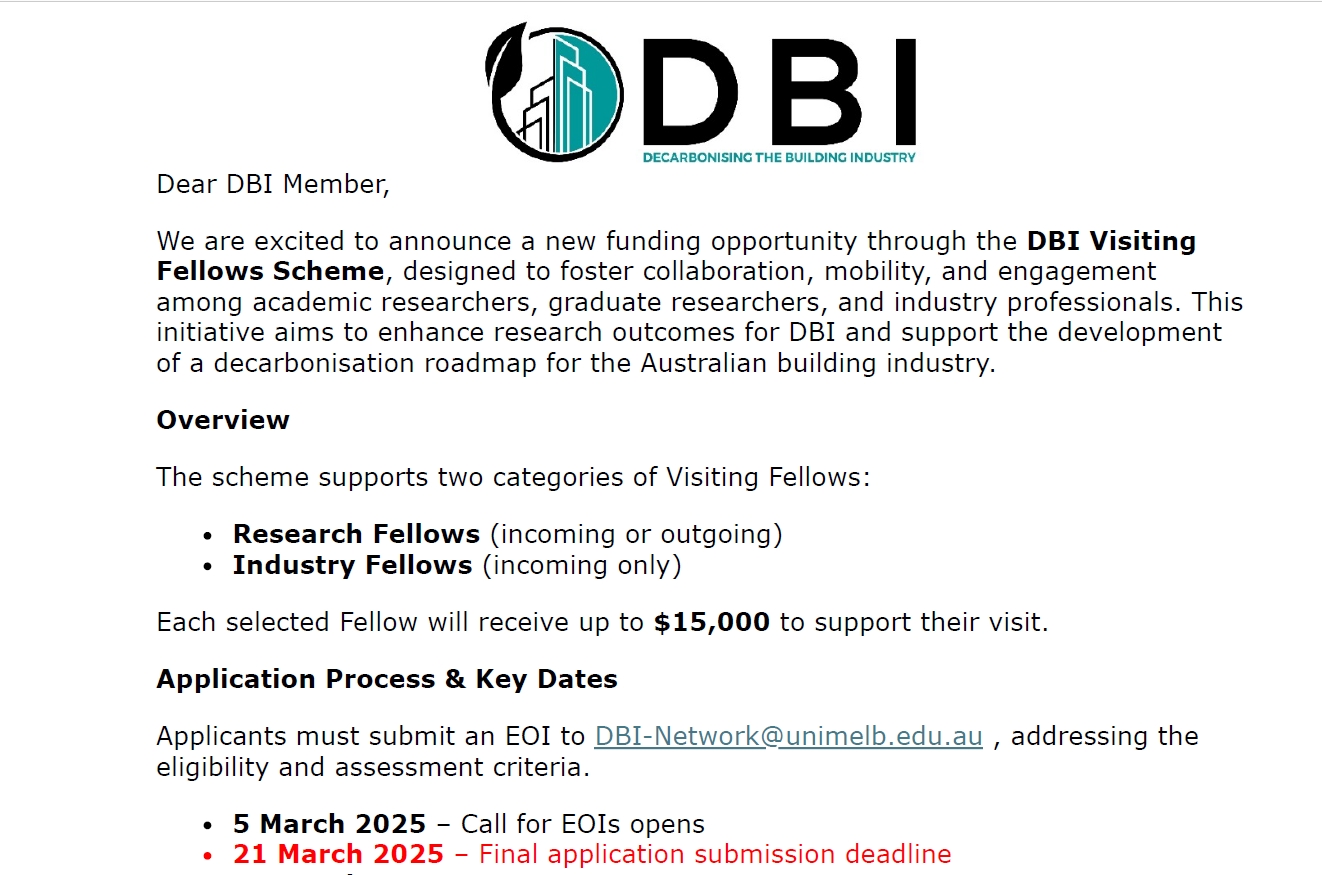 DBI
DECARBONISING THE BUILDING INDUSTRY
Dear DBI Member,
We are excited to announce a new funding opportunity through the DBI Visiting
Fellows Scheme, designed to foster collaboration, mobility, and engagement
among academic researchers, graduate researchers, and industry professionals. This
initiative aims to enhance research outcomes for DBI and support the development
of a decarbonisation roadmap for the Australian building industry.
Overview
The scheme supports two categories of Visiting Fellows:
• Research Fellows (incoming or outgoing)
• Industry Fellows (incoming only)
Each selected Fellow will receive up to $15,000 to support their visit.
Application Process & Key Dates
Applicants must submit an EOI to DBI-Network@unimelb.edu.au , addressing the
eligibility and assessment criteria.
• 5 March 2025 – Call for EOIs opens
• 21 March 2025 – Final application submission deadline